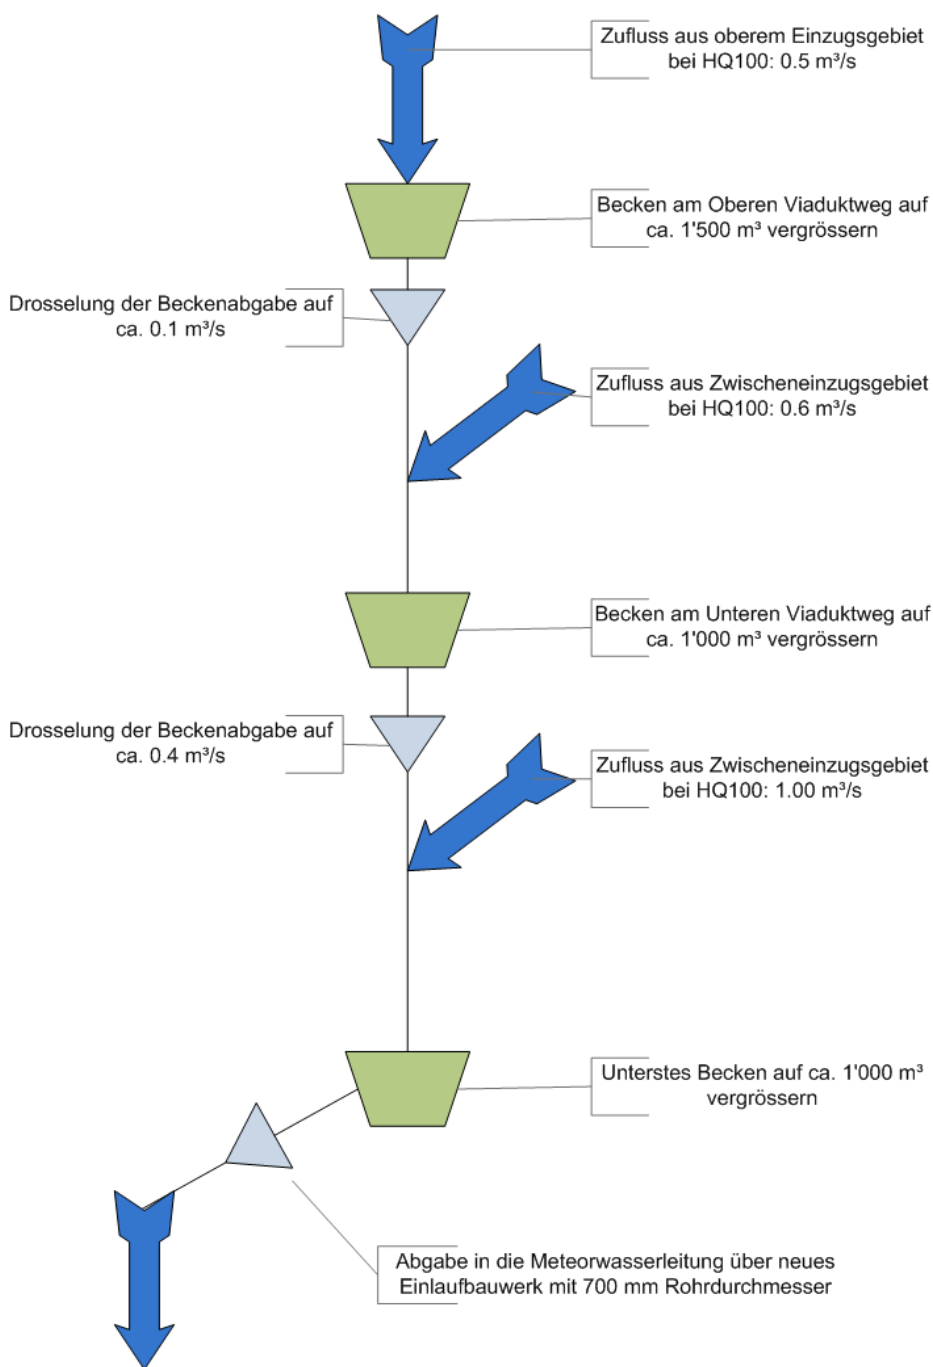 Zufluss aus oberem Einzugsgebiet
bei HQ100: 0.5 m³/s
Becken am Oberen Viaduktweg auf
ca. 1'500 m³ vergrössern
Drosselung der Beckenabgabe auf
ca. 0.1 m³/s
Zufluss aus Zwischeneinzugsgebiet
bei HQ100: 0.6 m³/s
Becken am Unteren Viaduktweg auf
ca. 1'000 m³ vergrössern
Drosselung der Beckenabgabe auf
ca. 0.4 m³/s
Zufluss aus Zwischeneinzugsgebiet
bei HQ100: 1.00 m³/s
Unterstes Becken auf ca. 1'000 m³
vergrössern
Abgabe in die Meteorwasserleitung über neues
Einlaufbauwerk mit 700 mm Rohrdurchmesser